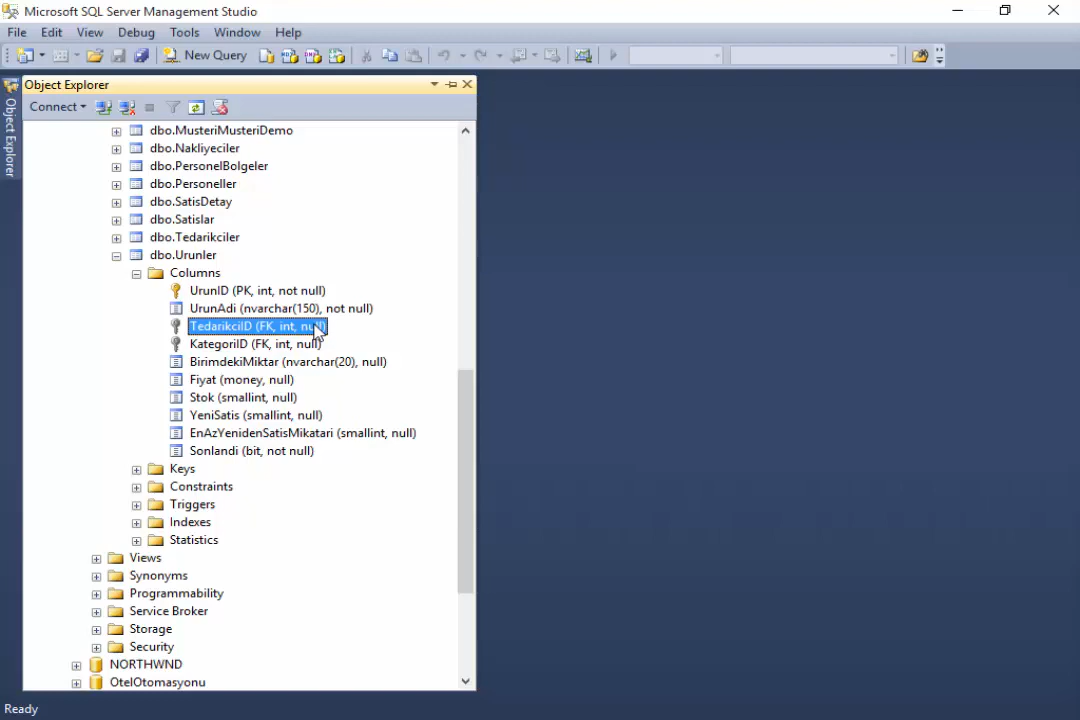 Microsoft SQL Server Management Studio
File Edit View Debug Tools Window Help
New Query
Object Explorer
Object Explorer
Connect
dbo.MusteriMusteriDemo
dbo.Nakliyeciler
dbo.PersonelBolgeler
dbo.Personeller
dbo.SatisDetay
dbo.Satislar
dbo.Tedarikciler
dbo.Urunler
Columns
UrunID (PK, int, not null)
UrunAdi (nvarchar(150), not null)
TedarikciID (FK, int, null)
KategoriID (FK, int, null)
BirimdekiMiktar (nvarchar(20), null)
Fiyat (money, null)
Stok (smallint, null)
YeniSatis (smallint, null)
EnAzYenidenSatisMikatari (smallint, null)
Sonlandi (bit, not null)
Keys
Constraints
Triggers
Indexes
Statistics
Views
Synonyms
Programmability
Service Broker
Storage
Security
NORTHWND
OtelOtomasyonu
Ready